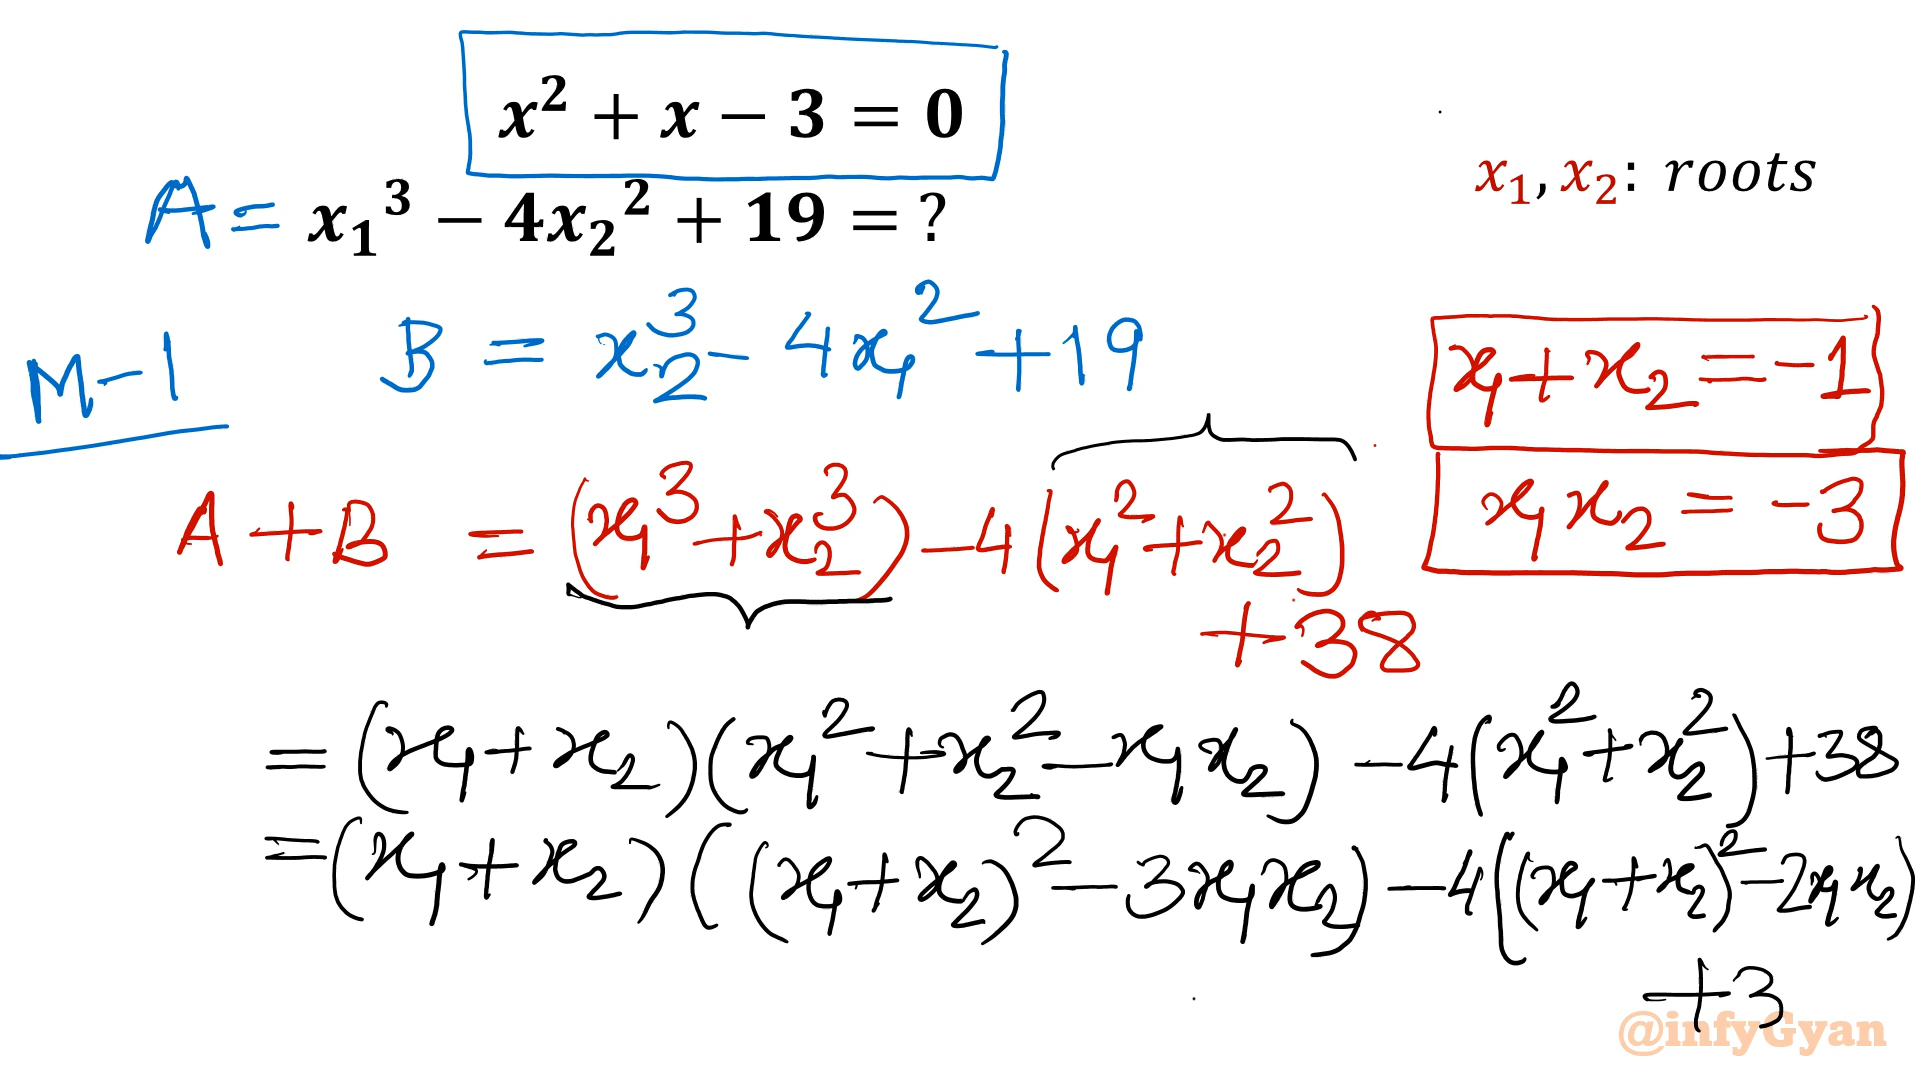 x² + x − 3 = 0
x₁, x₂: roots
A = x₁³ − 4x₂² + 19 = ?
M-1
B = x₂³ − 4x₁² + 19
x₁ + x₂ = −1
x₁x₂ = −3
A + B = (x₁³ + x₂³) − 4(x₁² + x₂²)
+38
= (x₁ + x₂)(x₁² + x₂² − x₁x₂) − 4(x₁² + x₂²) + 38
= (x₁ + x₂)((x₁ + x₂)² − 3x₁x₂) − 4((x₁ + x₂)² − 2x₁x₂)
+3
@infyGyan